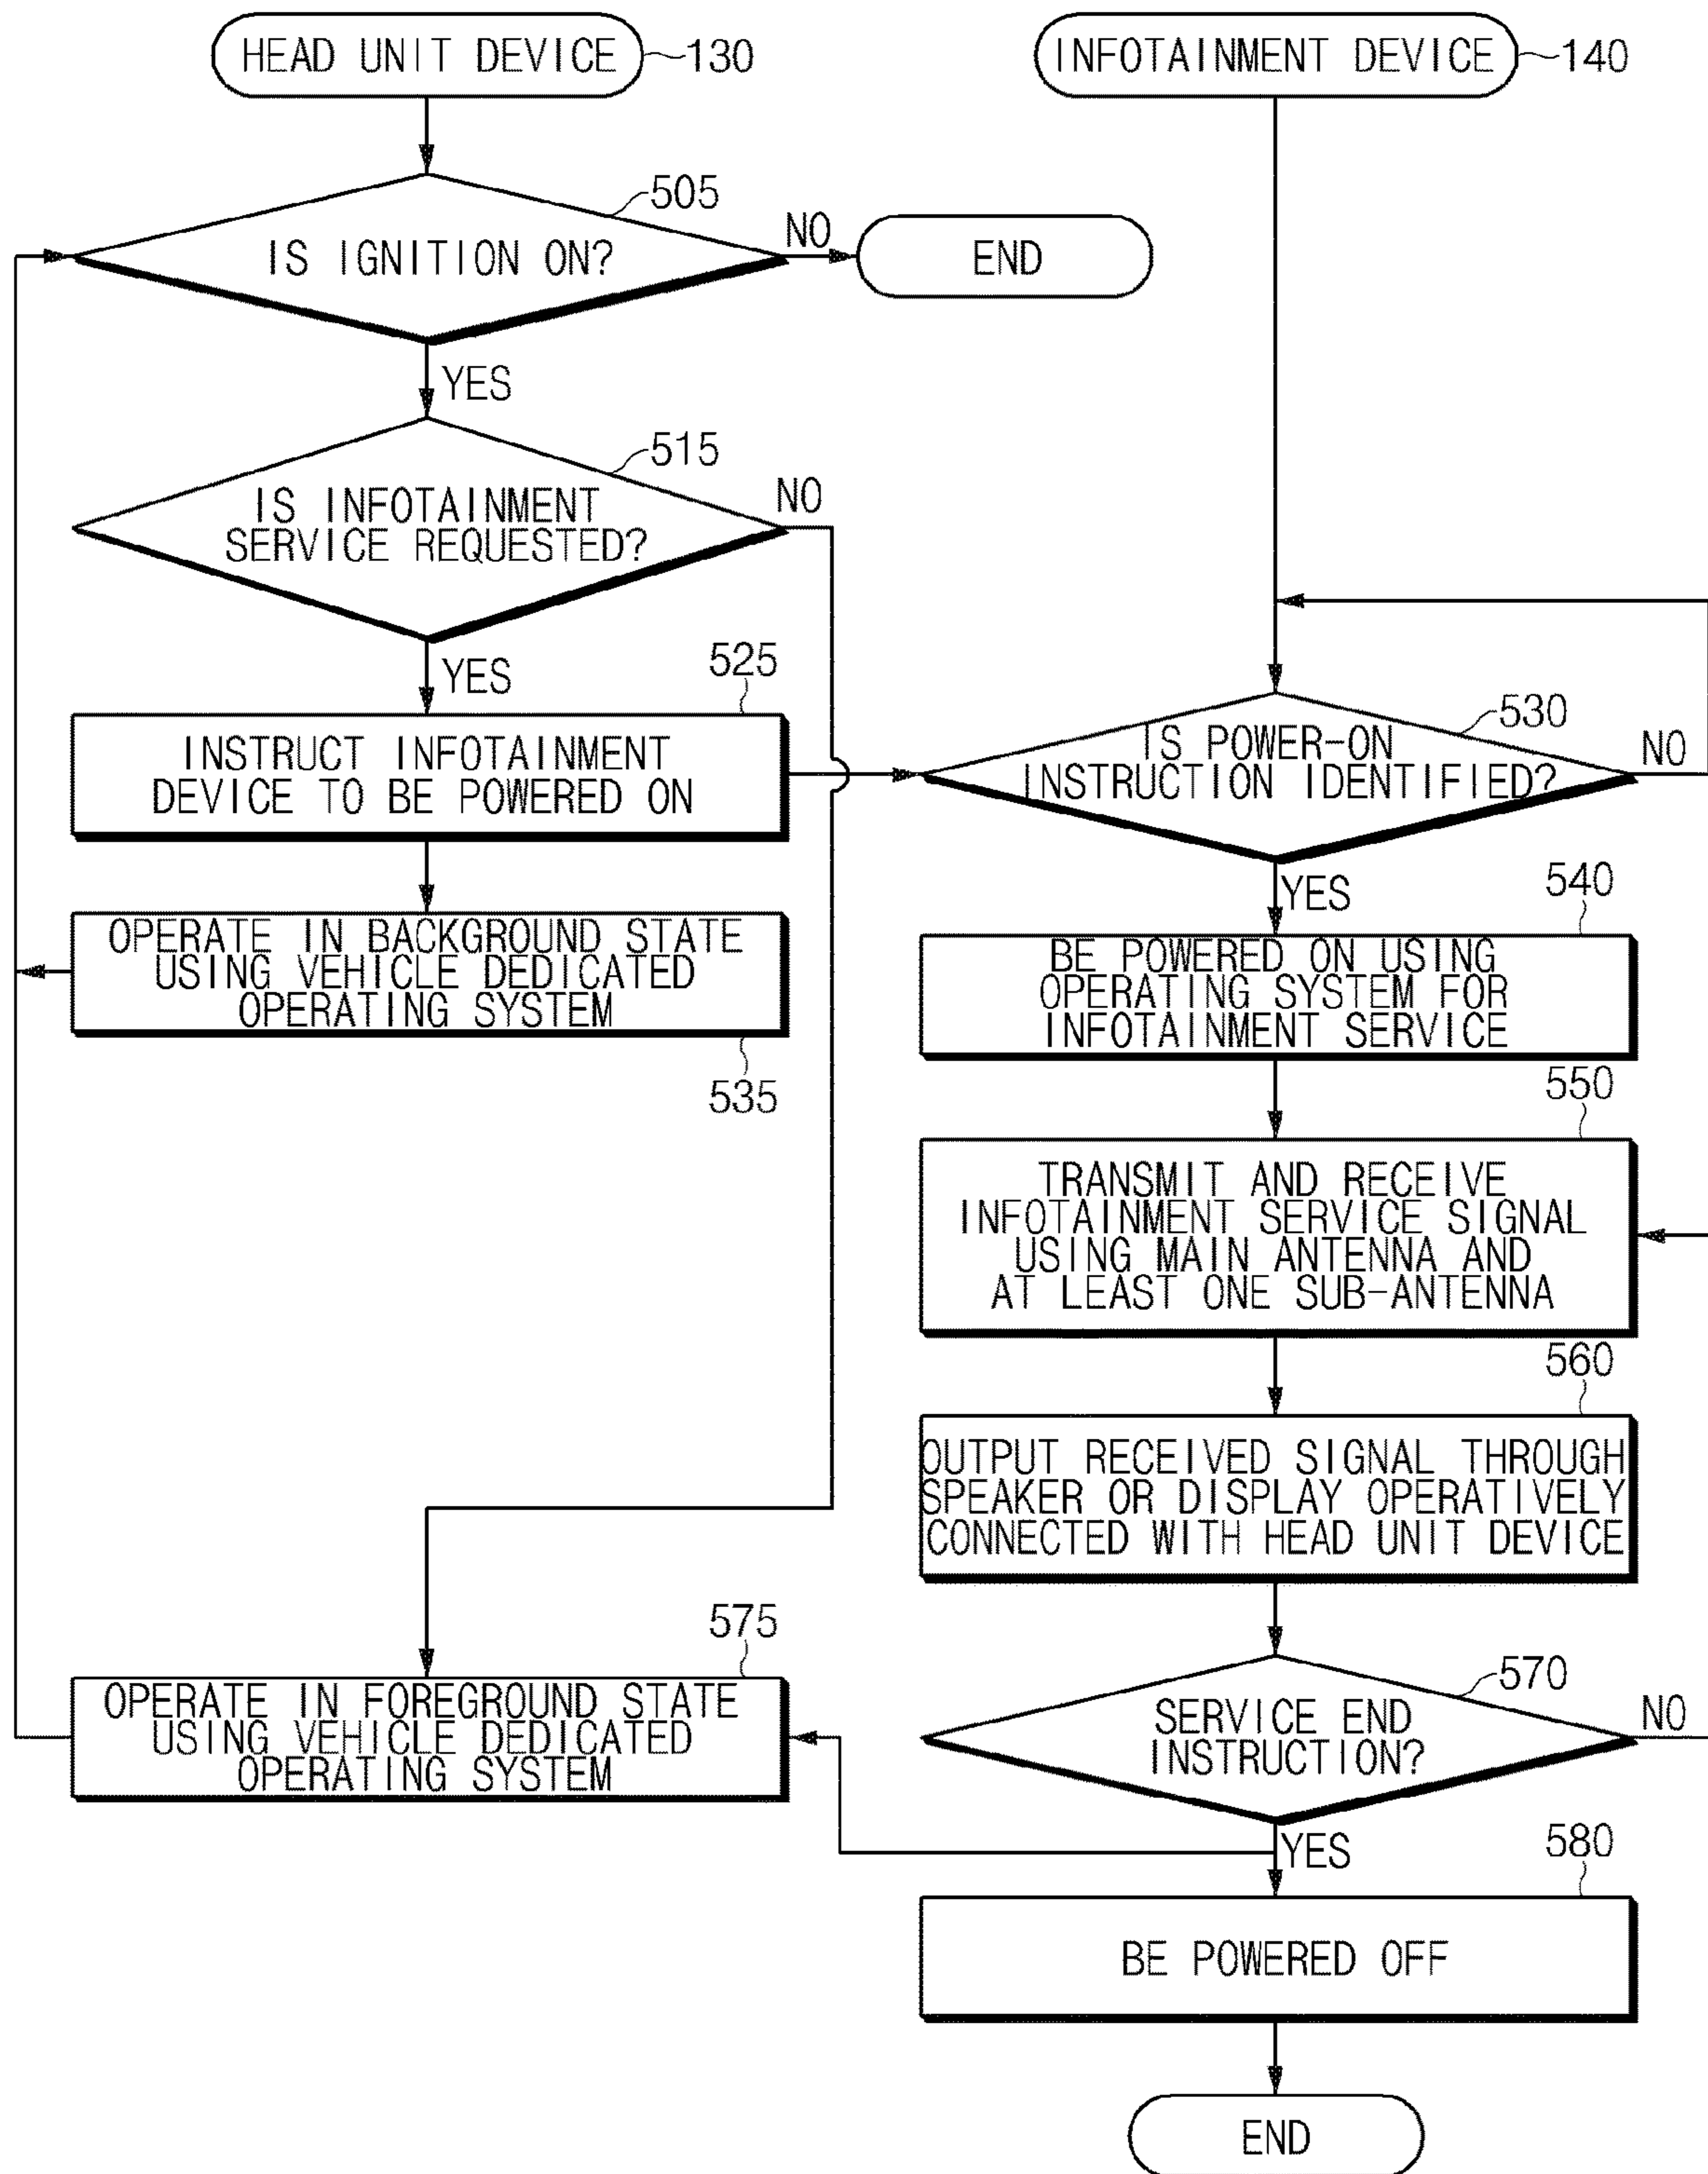 HEAD UNIT DEVICE
130
IS IGNITION ON?
505
NO
END
YES
IS INFOTAINMENT
SERVICE REQUESTED?
515
NO
YES
525
INSTRUCT INFOTAINMENT
DEVICE TO BE POWERED ON
OPERATE IN BACKGROUND STATE
USING VEHICLE DEDICATED
OPERATING SYSTEM
535
575
OPERATE IN FOREGROUND STATE
USING VEHICLE DEDICATED
OPERATING SYSTEM
INFOTAINMENT DEVICE
140
530
IS POWER-ON
INSTRUCTION IDENTIFIED?
NO
YES
540
BE POWERED ON USING
OPERATING SYSTEM FOR
INFOTAINMENT SERVICE
550
TRANSMIT AND RECEIVE
INFOTAINMENT SERVICE SIGNAL
USING MAIN ANTENNA AND
AT LEAST ONE SUB-ANTENNA
560
OUTPUT RECEIVED SIGNAL THROUGH
SPEAKER OR DISPLAY OPERATIVELY
CONNECTED WITH HEAD UNIT DEVICE
570
SERVICE END
INSTRUCTION?
NO
YES
580
BE POWERED OFF
END